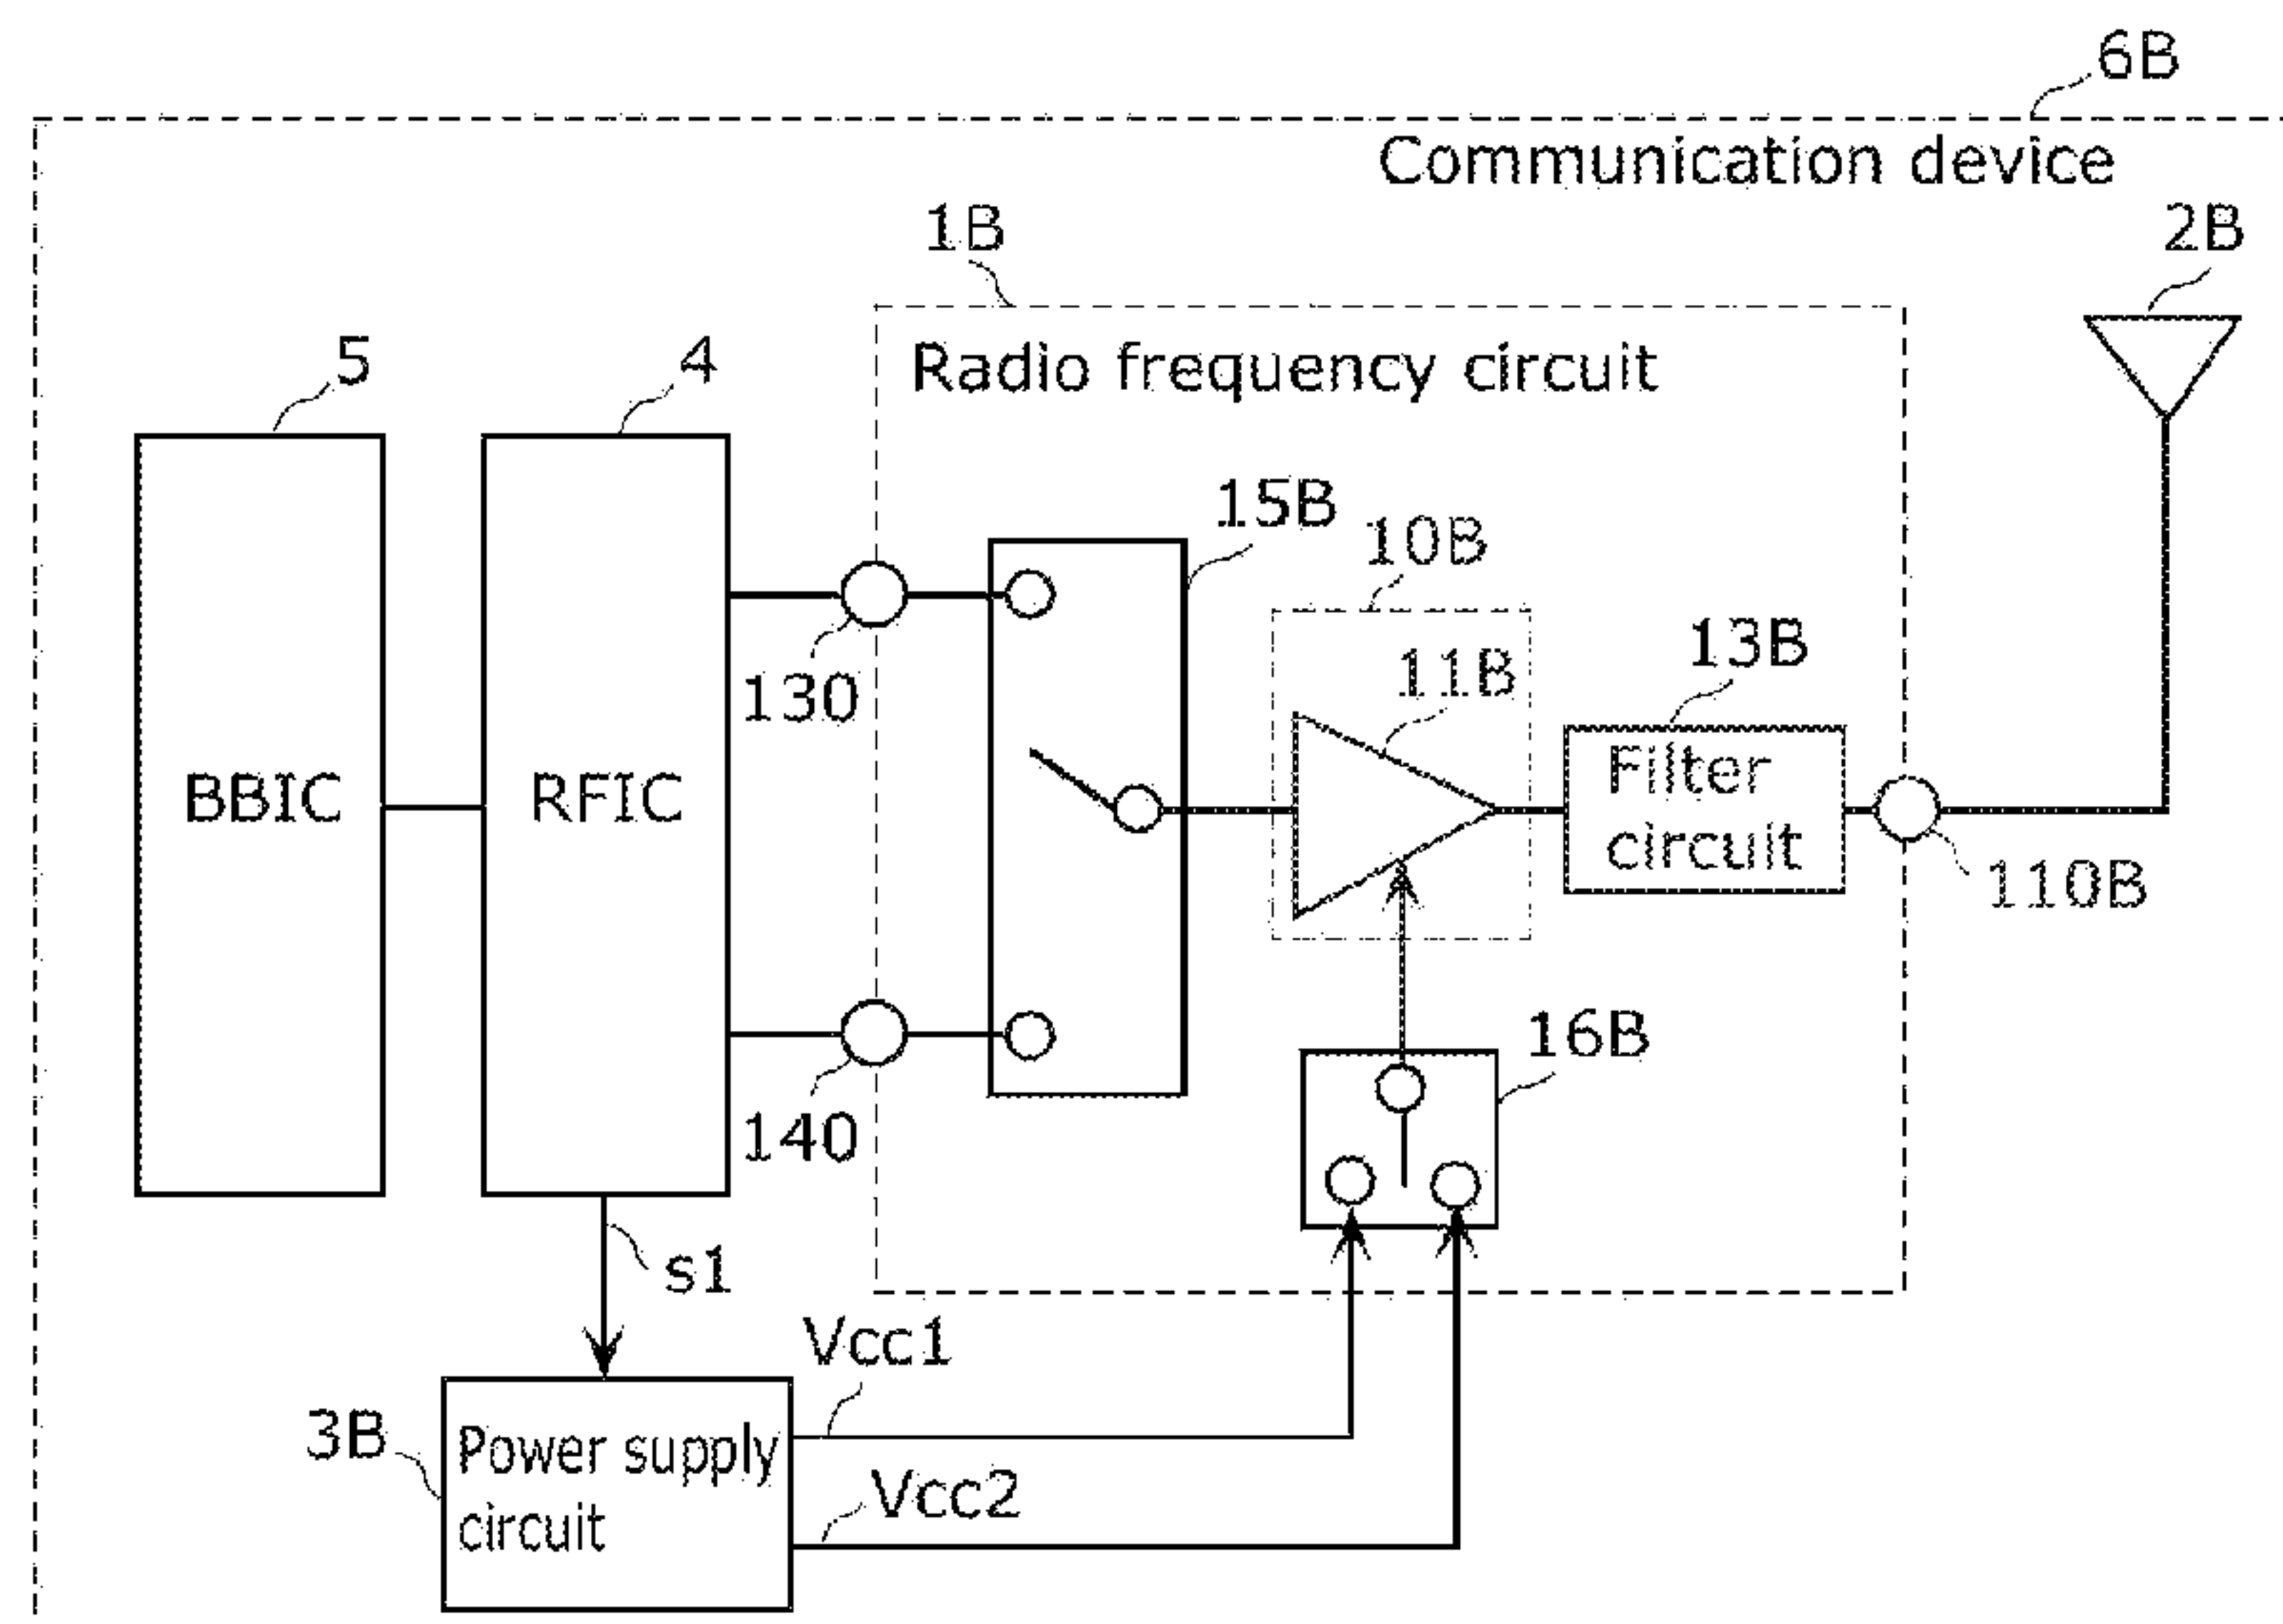 6B
Communication device
1B
2B
Radio frequency circuit
5
4
15B
10B
11B
13B
130
BBIC
RFIC
Filter
circuit
110B
16B
140
s1
Vcc1
3B
Power supply
circuit
Vcc2